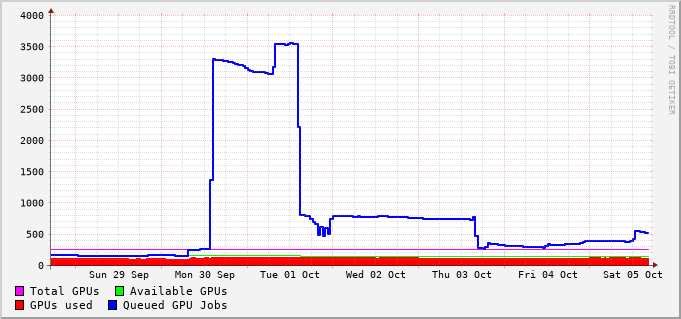 4000
3500
3000
2500
2000
1500
1000
500
0
Sun 29 Sep Mon 30 Sep Tue 01 Oct Wed 02 Oct Thu 03 Oct Fri 04 Oct Sat 05 Oct
Total GPUs Available GPUs
GPUs used Queued GPU Jobs
RRDTOOL / TOBI OETIKER